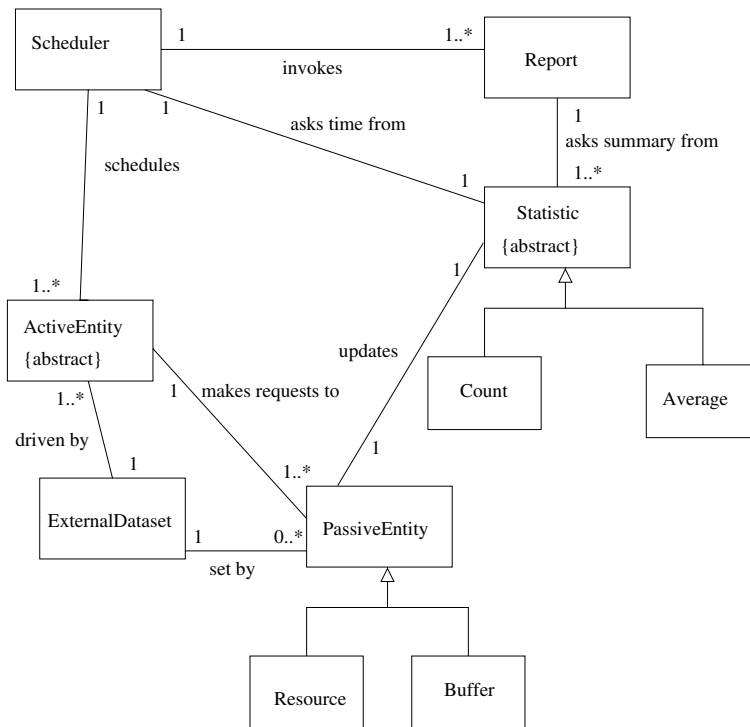 Scheduler
1
1..*
invokes
Report
1
1
asks time from
1
asks summary from
schedules
1
1..*
Statistic
{abstract}
1
1..*
ActiveEntity
{abstract}
updates
1..*
1
makes requests to
Count
Average
driven by
1
1
1..*
ExternalDataset
1
0..*
PassiveEntity
set by
Resource
Buffer